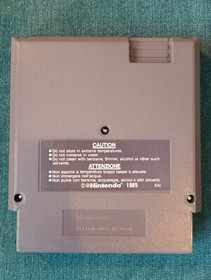 CAUTION
● Do not store in extreme temperatures.
● Do not immerse in water.
● Do not clean with benzene, thinner, alcohol or other such
solvents.
ATTENZIONE
● Non esporre a temperature troppo basse o elevate.
● Non immergere nell'acqua.
● Non pulire con benzina, acquaragia, alcool o altri solventi.
©®Nintendo® 1985
Nintendo